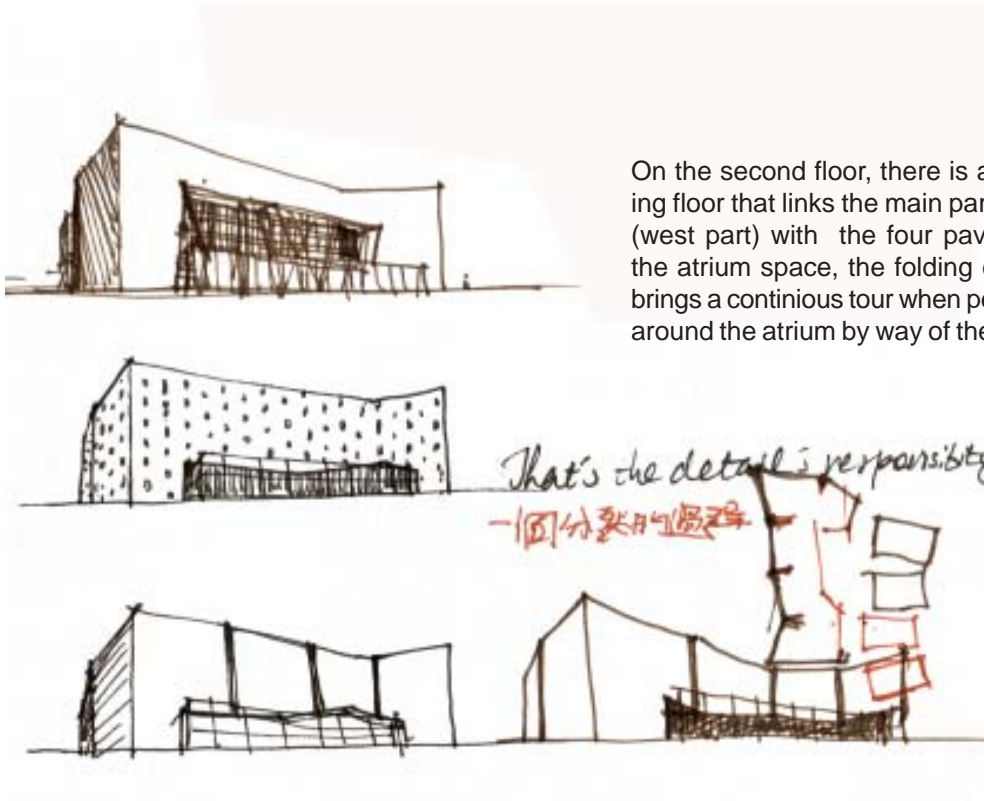 On the second floor, there is a
ing floor that links the main par
(west part) with the four pav
the atrium space, the folding
brings a continious tour when pe
around the atrium by way of the
That's the detail's responsibility
一個分裂的過程